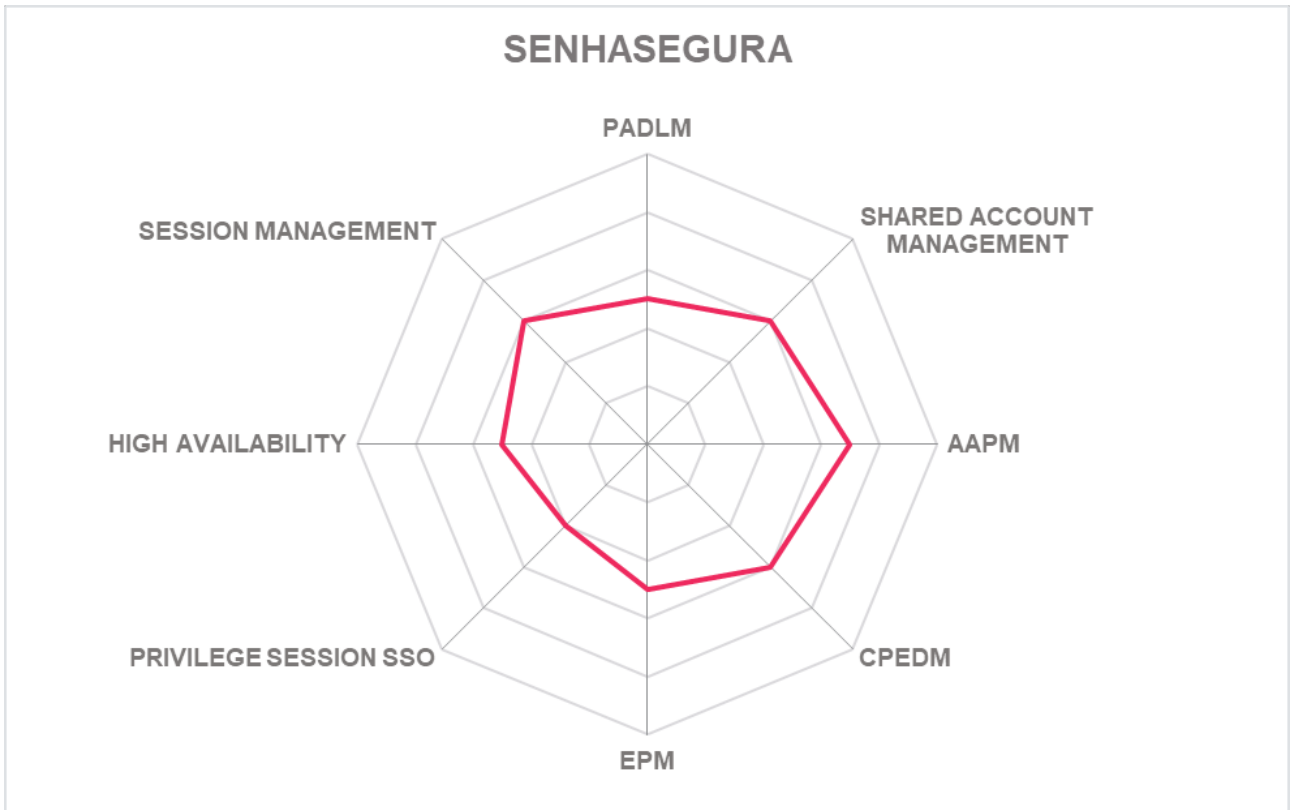 SENHASEGURA
PADLM
SHARED ACCOUNT
MANAGEMENT
SESSION MANAGEMENT
HIGH AVAILABILITY
AAPM
PRIVILEGE SESSION SSO
CPEDM
EPM